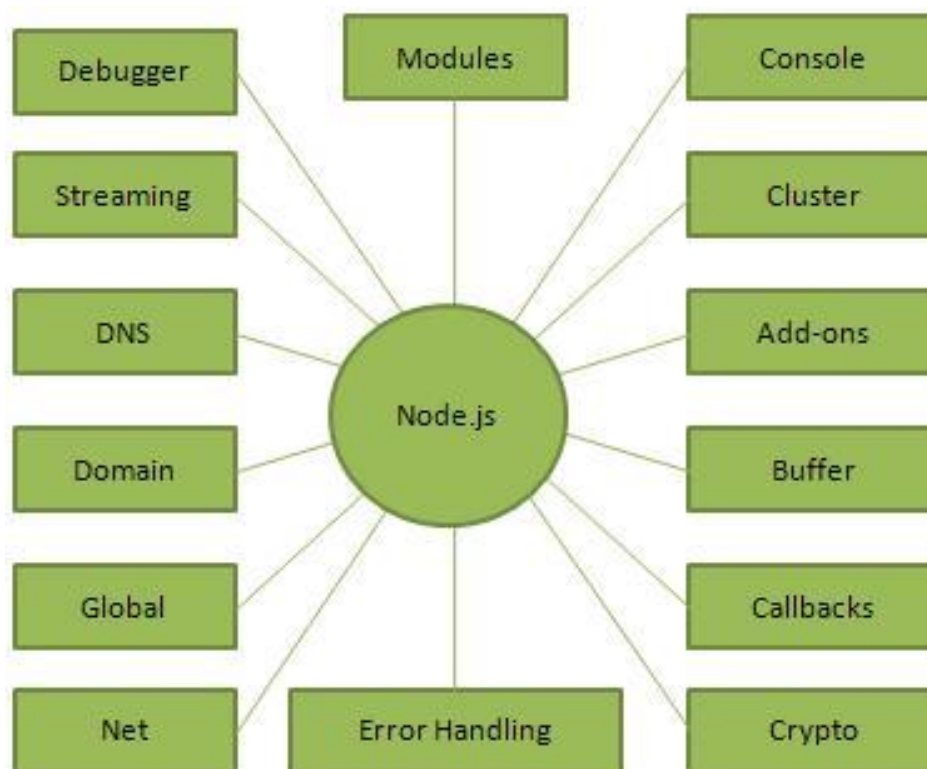 Debugger
Modules
Console
Streaming
Cluster
DNS
Add-ons
Node.js
Domain
Buffer
Global
Callbacks
Net
Error Handling
Crypto